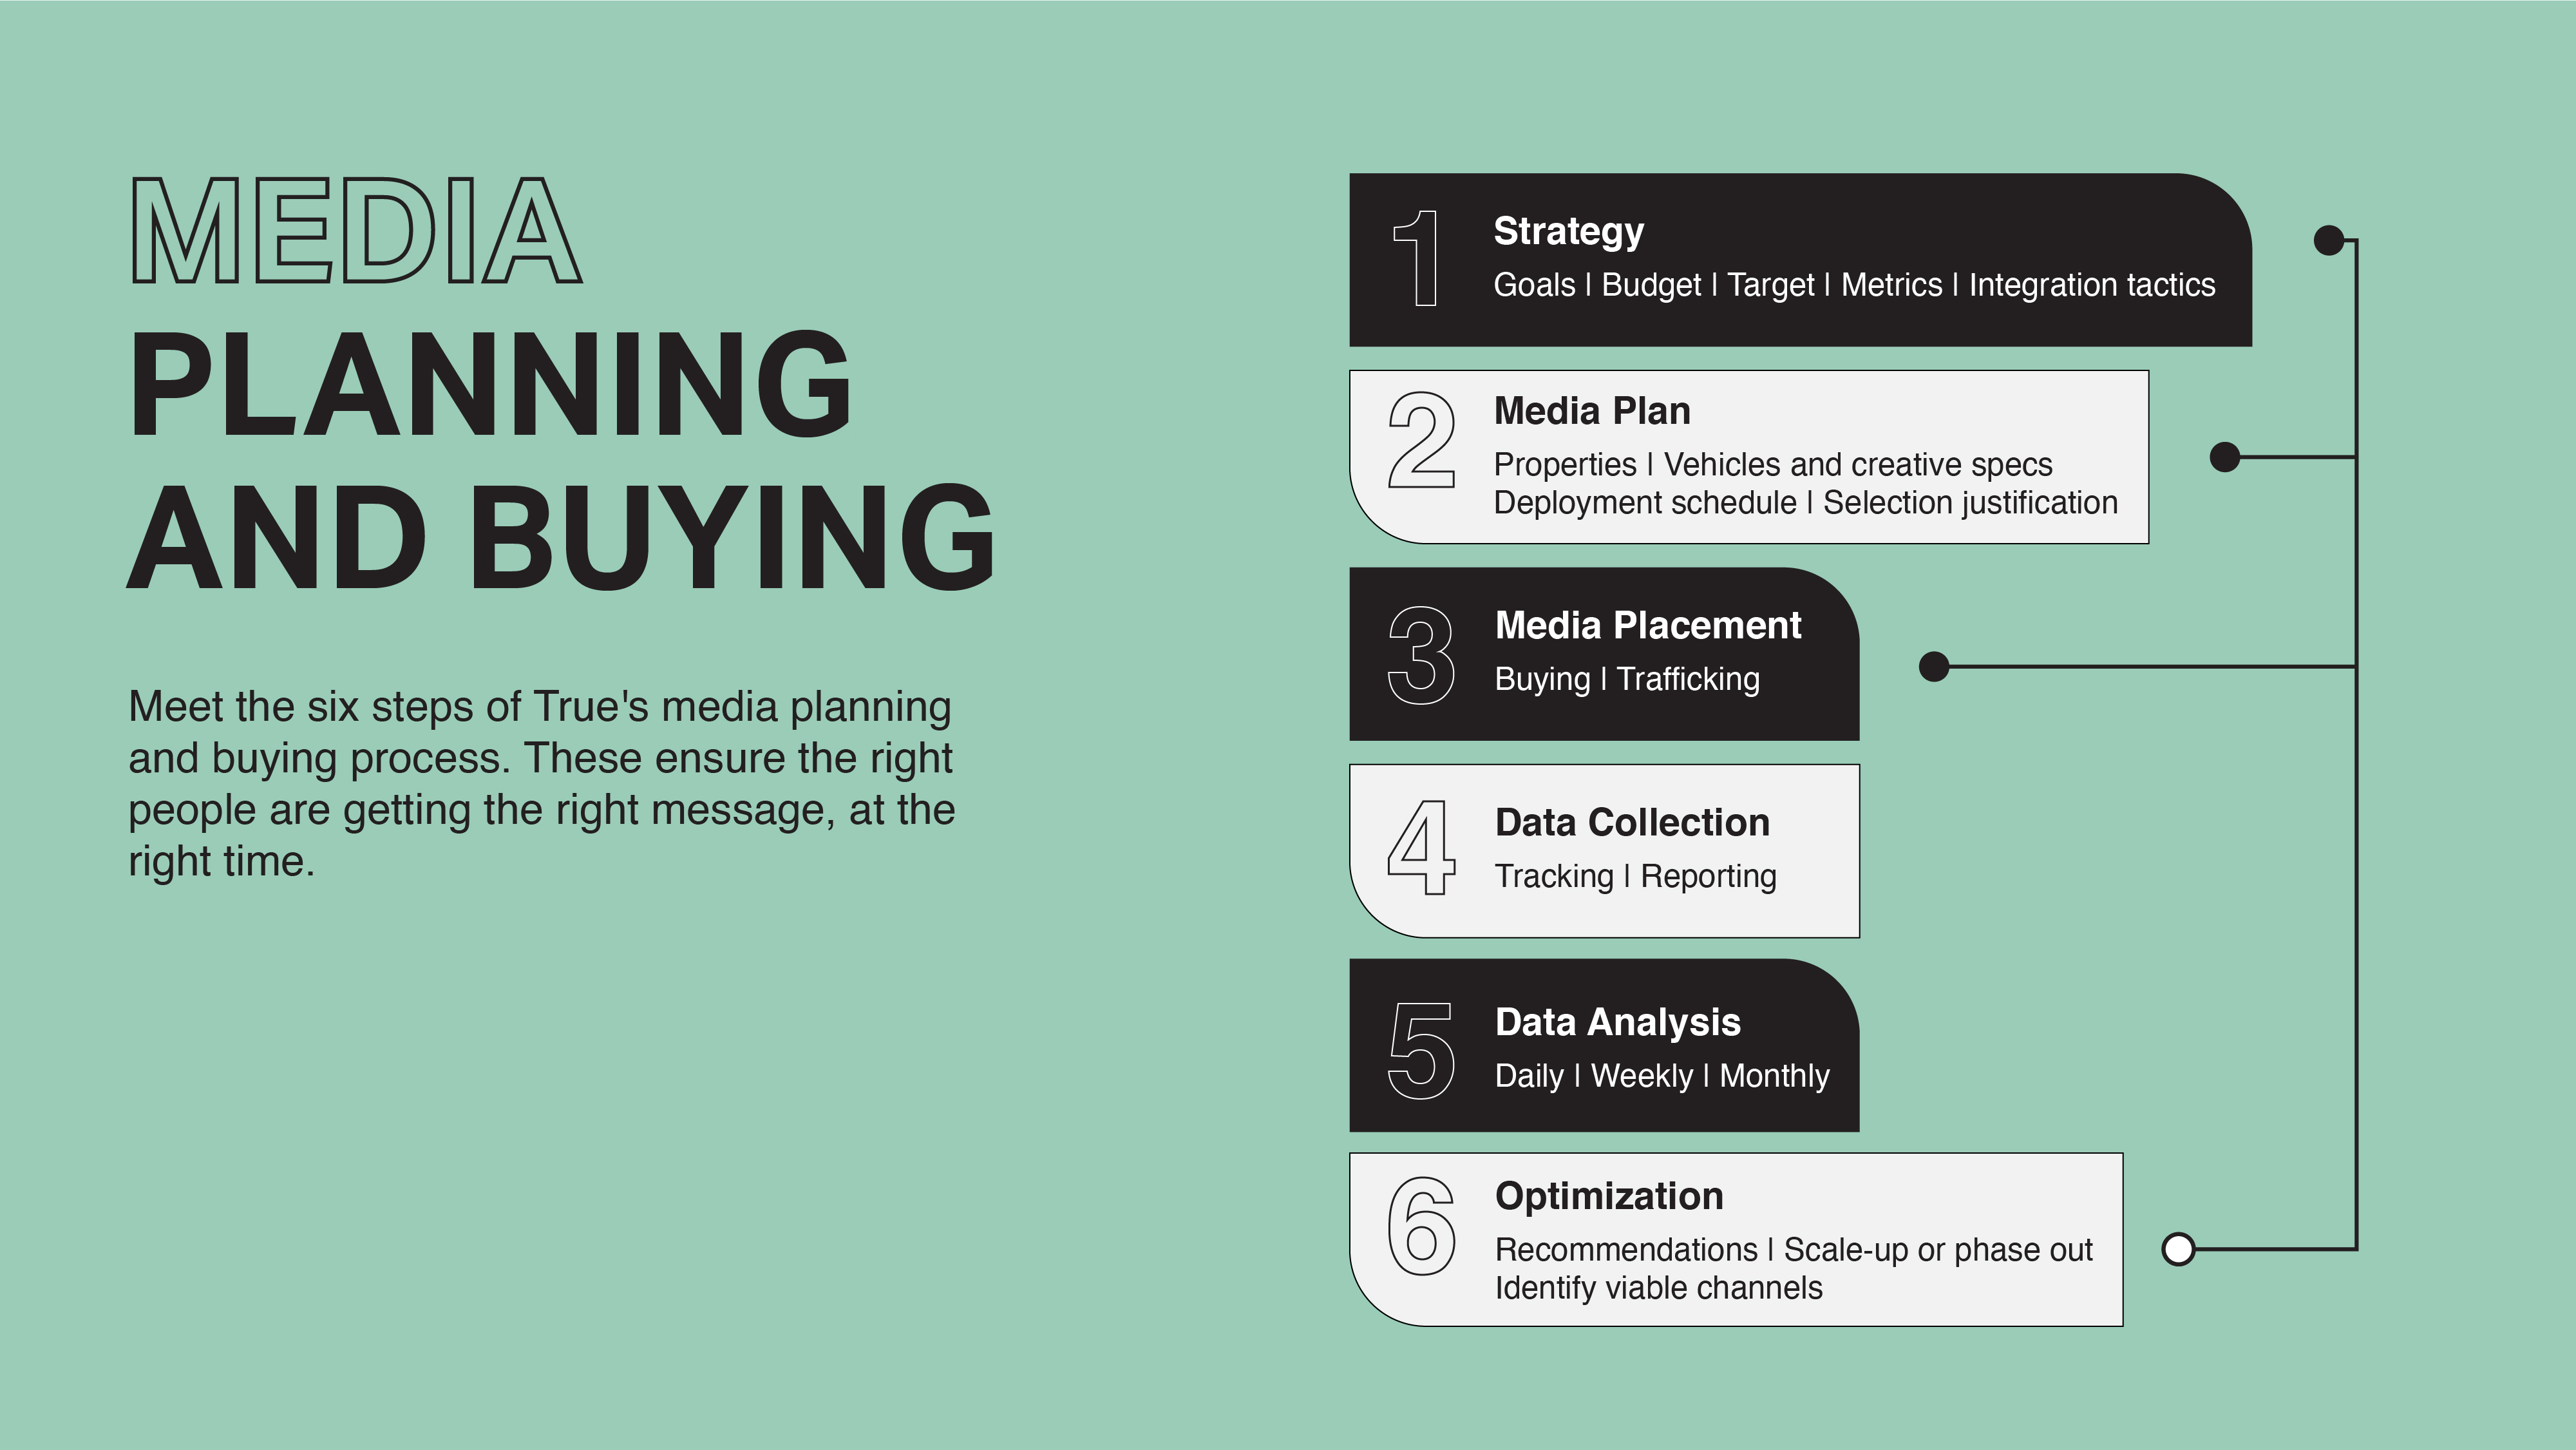 MEDIA
PLANNING
AND BUYING
Meet the six steps of True's media planning
and buying process. These ensure the right
people are getting the right message, at the
right time.
1
Strategy
Goals | Budget | Target | Metrics | Integration tactics
2
Media Plan
Properties | Vehicles and creative specs
Deployment schedule | Selection justification
3
Media Placement
Buying | Trafficking
4
Data Collection
Tracking | Reporting
5
Data Analysis
Daily | Weekly | Monthly
6
Optimization
Recommendations | Scale-up or phase out
Identify viable channels